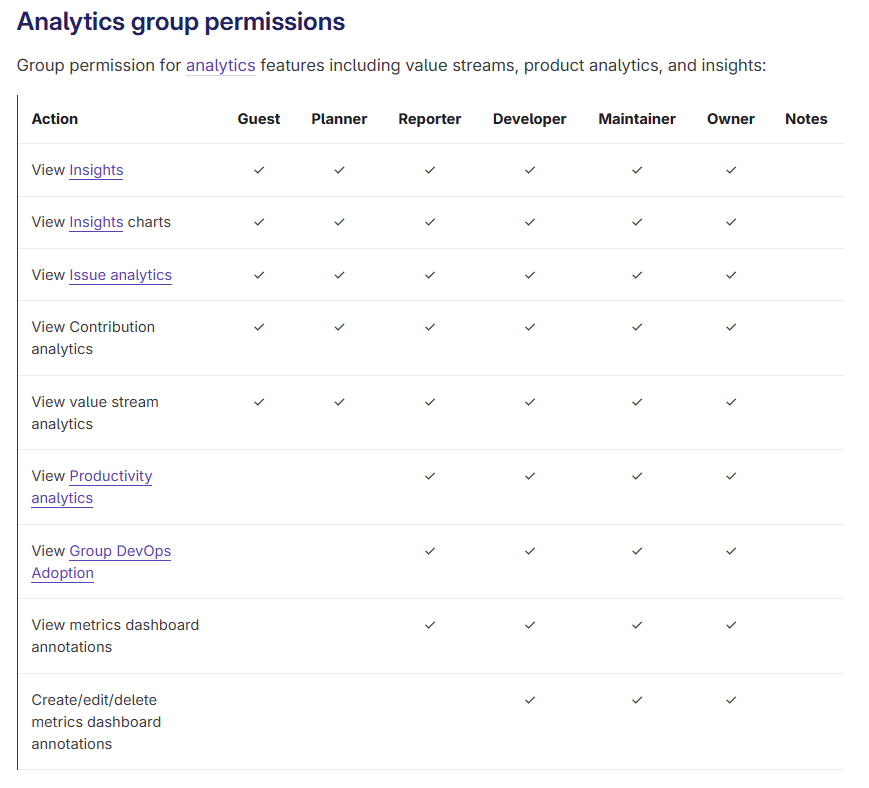 Analytics group permissions
Group permission for analytics features including value streams, product analytics, and insights:
Action Guest Planner Reporter Developer Maintainer Owner Notes
View Insights ✓ ✓ ✓ ✓ ✓ ✓
View Insights charts ✓ ✓ ✓ ✓ ✓ ✓
View Issue analytics ✓ ✓ ✓ ✓ ✓ ✓
View Contribution ✓ ✓ ✓ ✓ ✓ ✓
analytics
View value stream ✓ ✓ ✓ ✓ ✓ ✓
analytics
View Productivity ✓ ✓ ✓ ✓
analytics
View Group DevOps ✓ ✓ ✓ ✓
Adoption
View metrics dashboard ✓ ✓ ✓ ✓
annotations
Create/edit/delete ✓ ✓ ✓
metrics dashboard
annotations